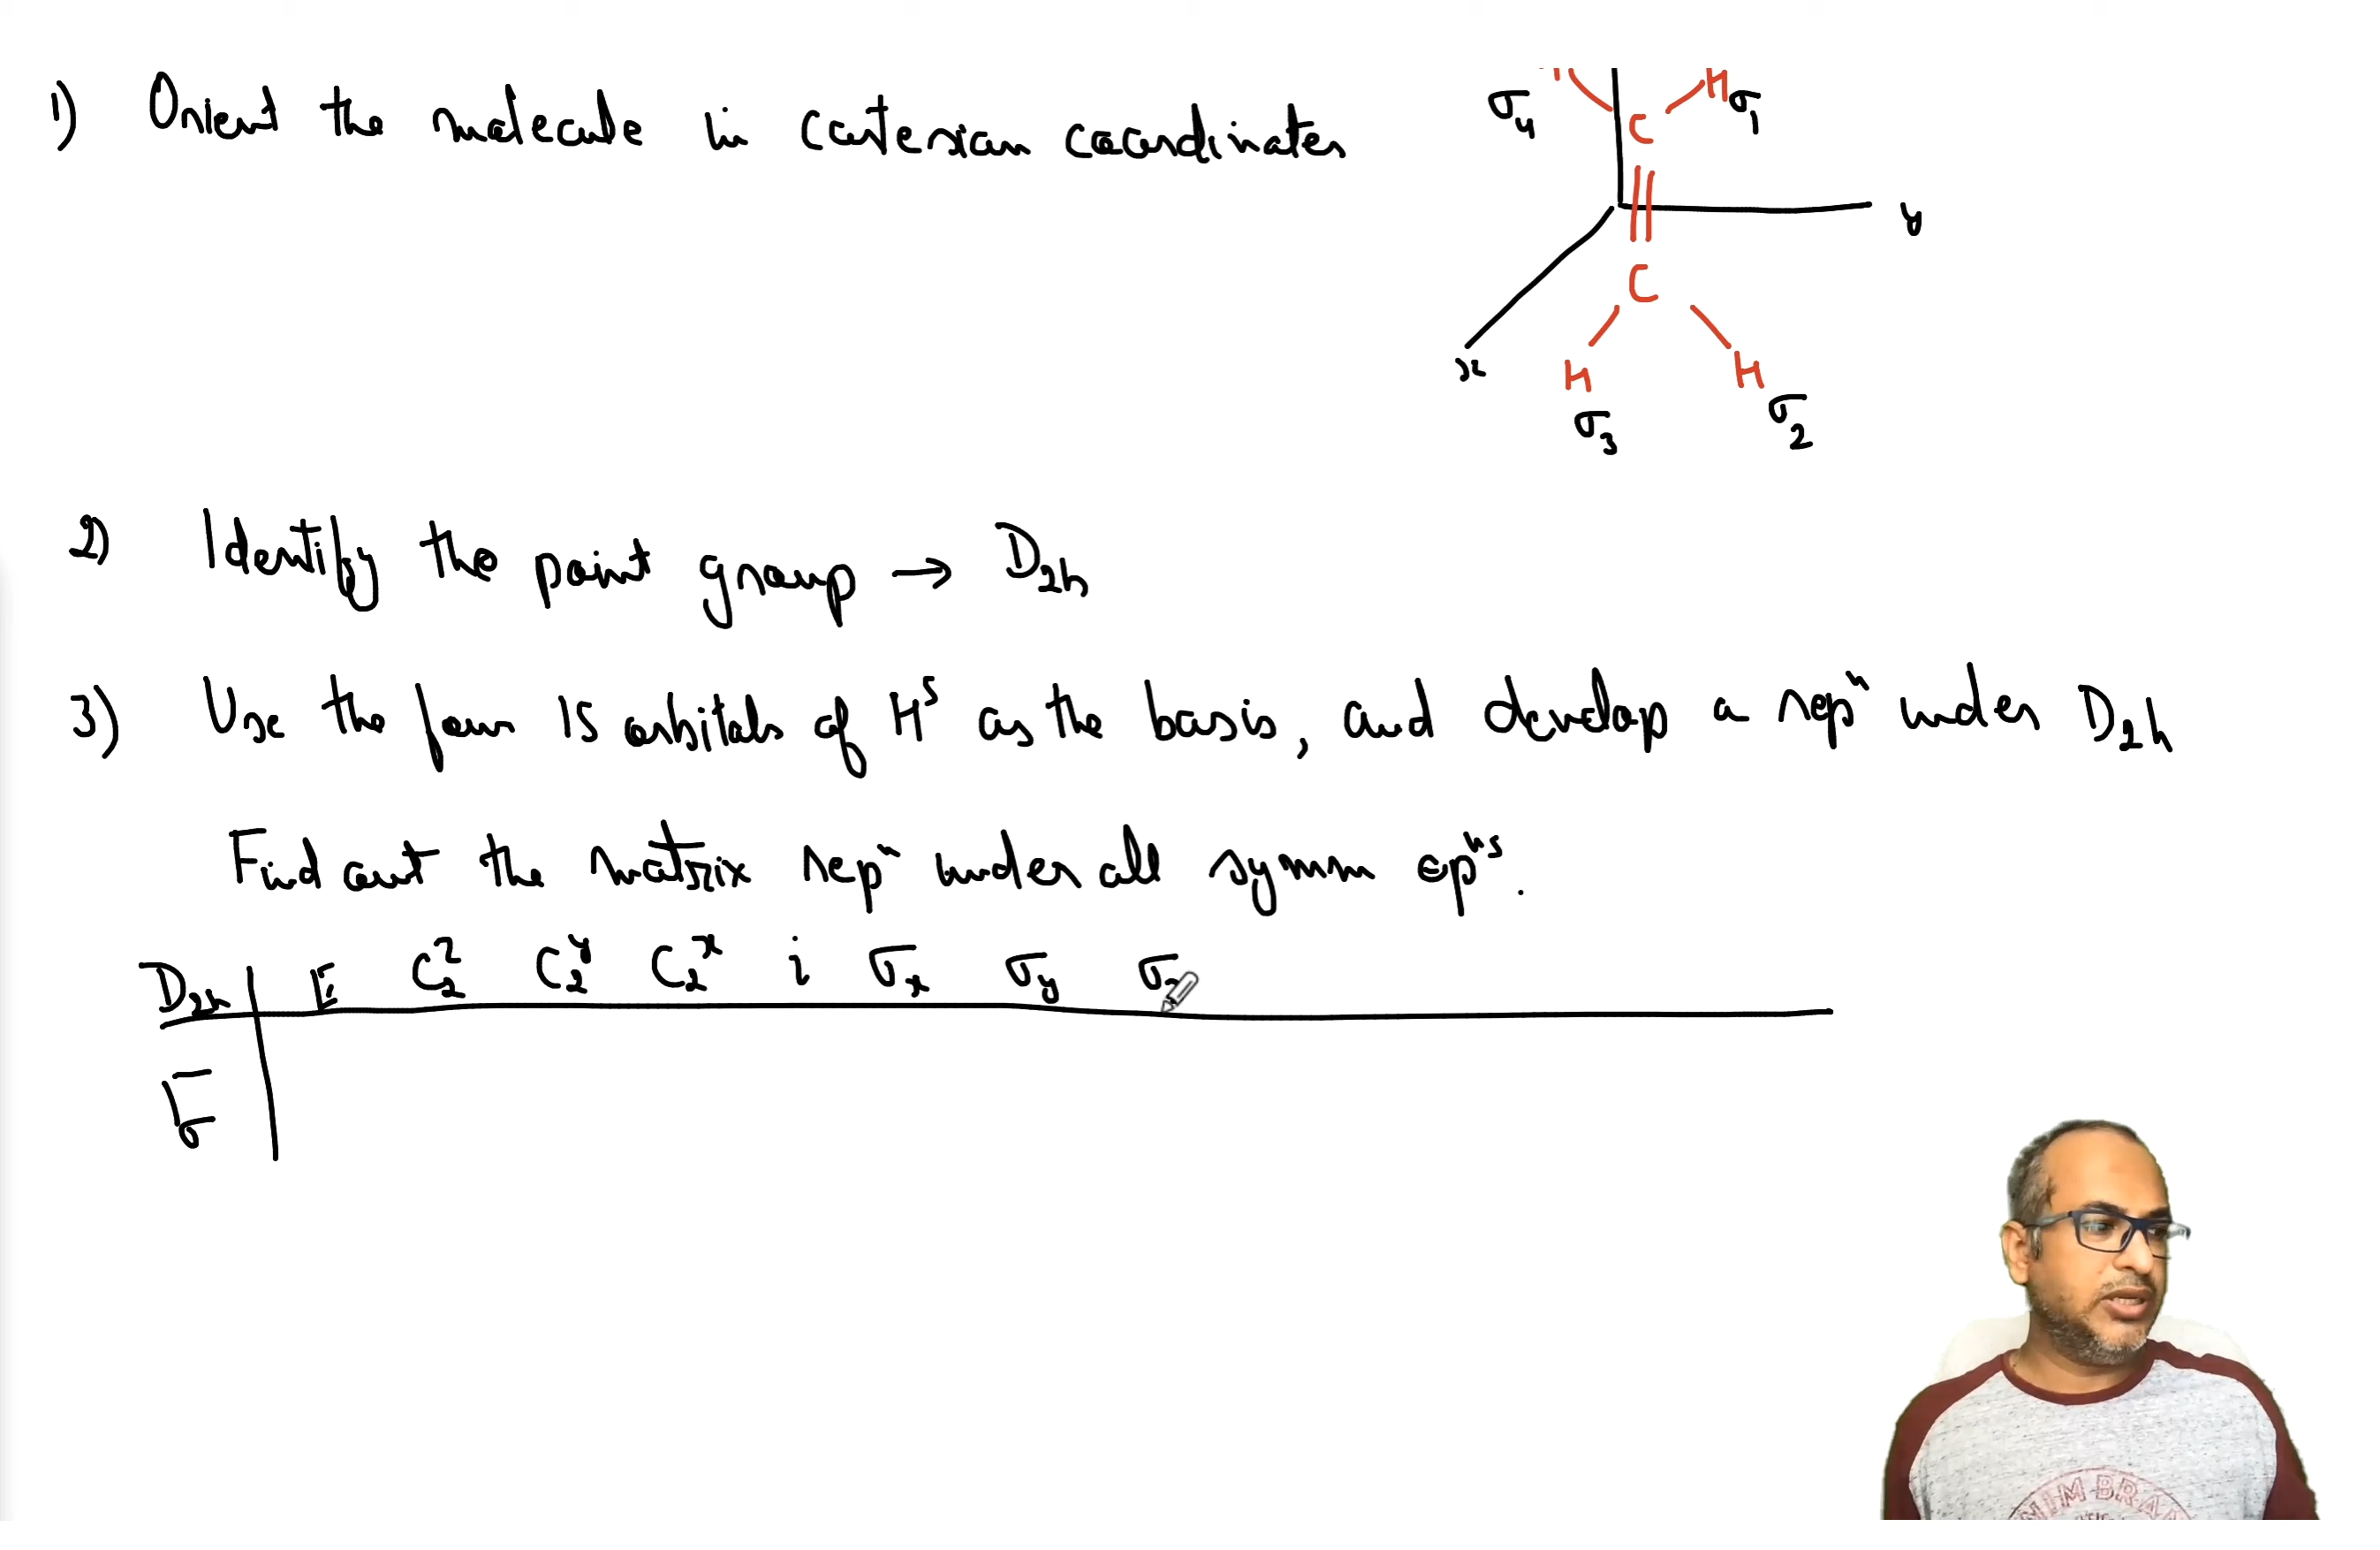 1) Orient the molecule in cartesian coordinates
σ₄ H σ₁
C
y
C
x H H
σ₃ σ₂
2) Identify the point group → D₂ₕ
3) Use the four 1S orbitals of Hˢ as the basis, and develop a repⁿ under D₂ₕ
Find out the matrix repⁿ under all symm opⁿˢ.
D₂ₕ E C₂ᶻ C₂ʸ C₂ˣ i σₓ σy σz
Γσ